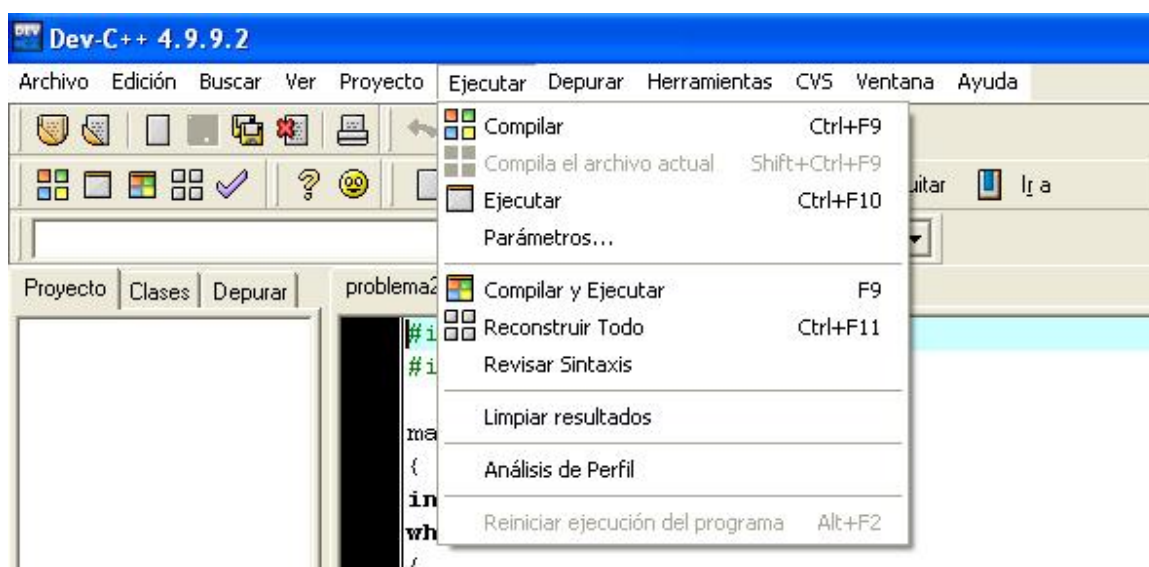 Dev-C++ 4.9.9.2
Archivo Edición Buscar Ver Proyecto Ejecutar Depurar Herramientas CVS Ventana Ayuda
Compilar Ctrl+F9
Compila el archivo actual Shift+Ctrl+F9
Ir a
Ejecutar Ctrl+F10
Parámetros...
Proyecto Clases Depurar
Compilar y Ejecutar F9
Reconstruir Todo Ctrl+F11
Revisar Sintaxis
Limpiar resultados
Análisis de Perfil
Reiniciar ejecución del programa Alt+F2
#i
#i
ma
{
in
wh
{